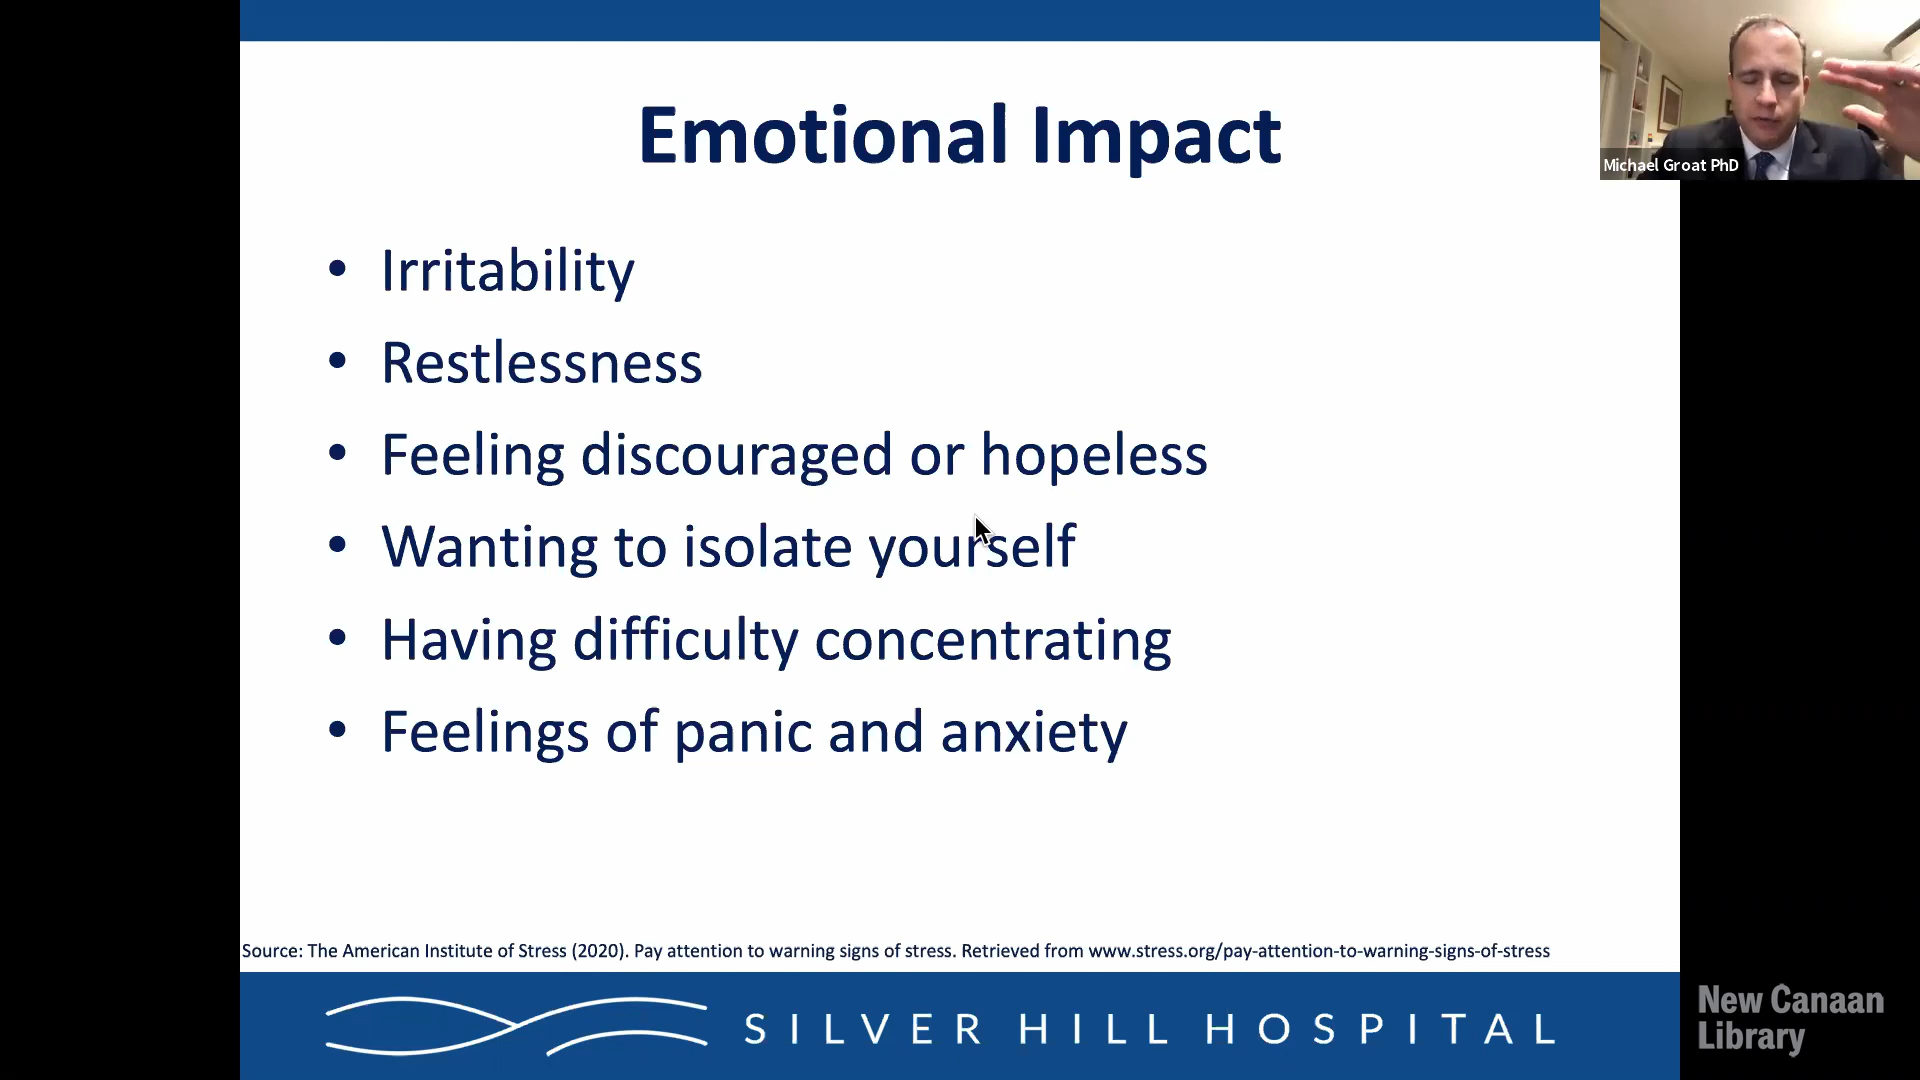 Emotional Impact
• Irritability
• Restlessness
• Feeling discouraged or hopeless
• Wanting to isolate yourself
• Having difficulty concentrating
• Feelings of panic and anxiety
Source: The American Institute of Stress (2020). Pay attention to warning signs of stress. Retrieved from www.stress.org/pay-attention-to-warning-signs-of-stress
SILVER HILL HOSPITAL
Michael Groat PhD
New Canaan
Library